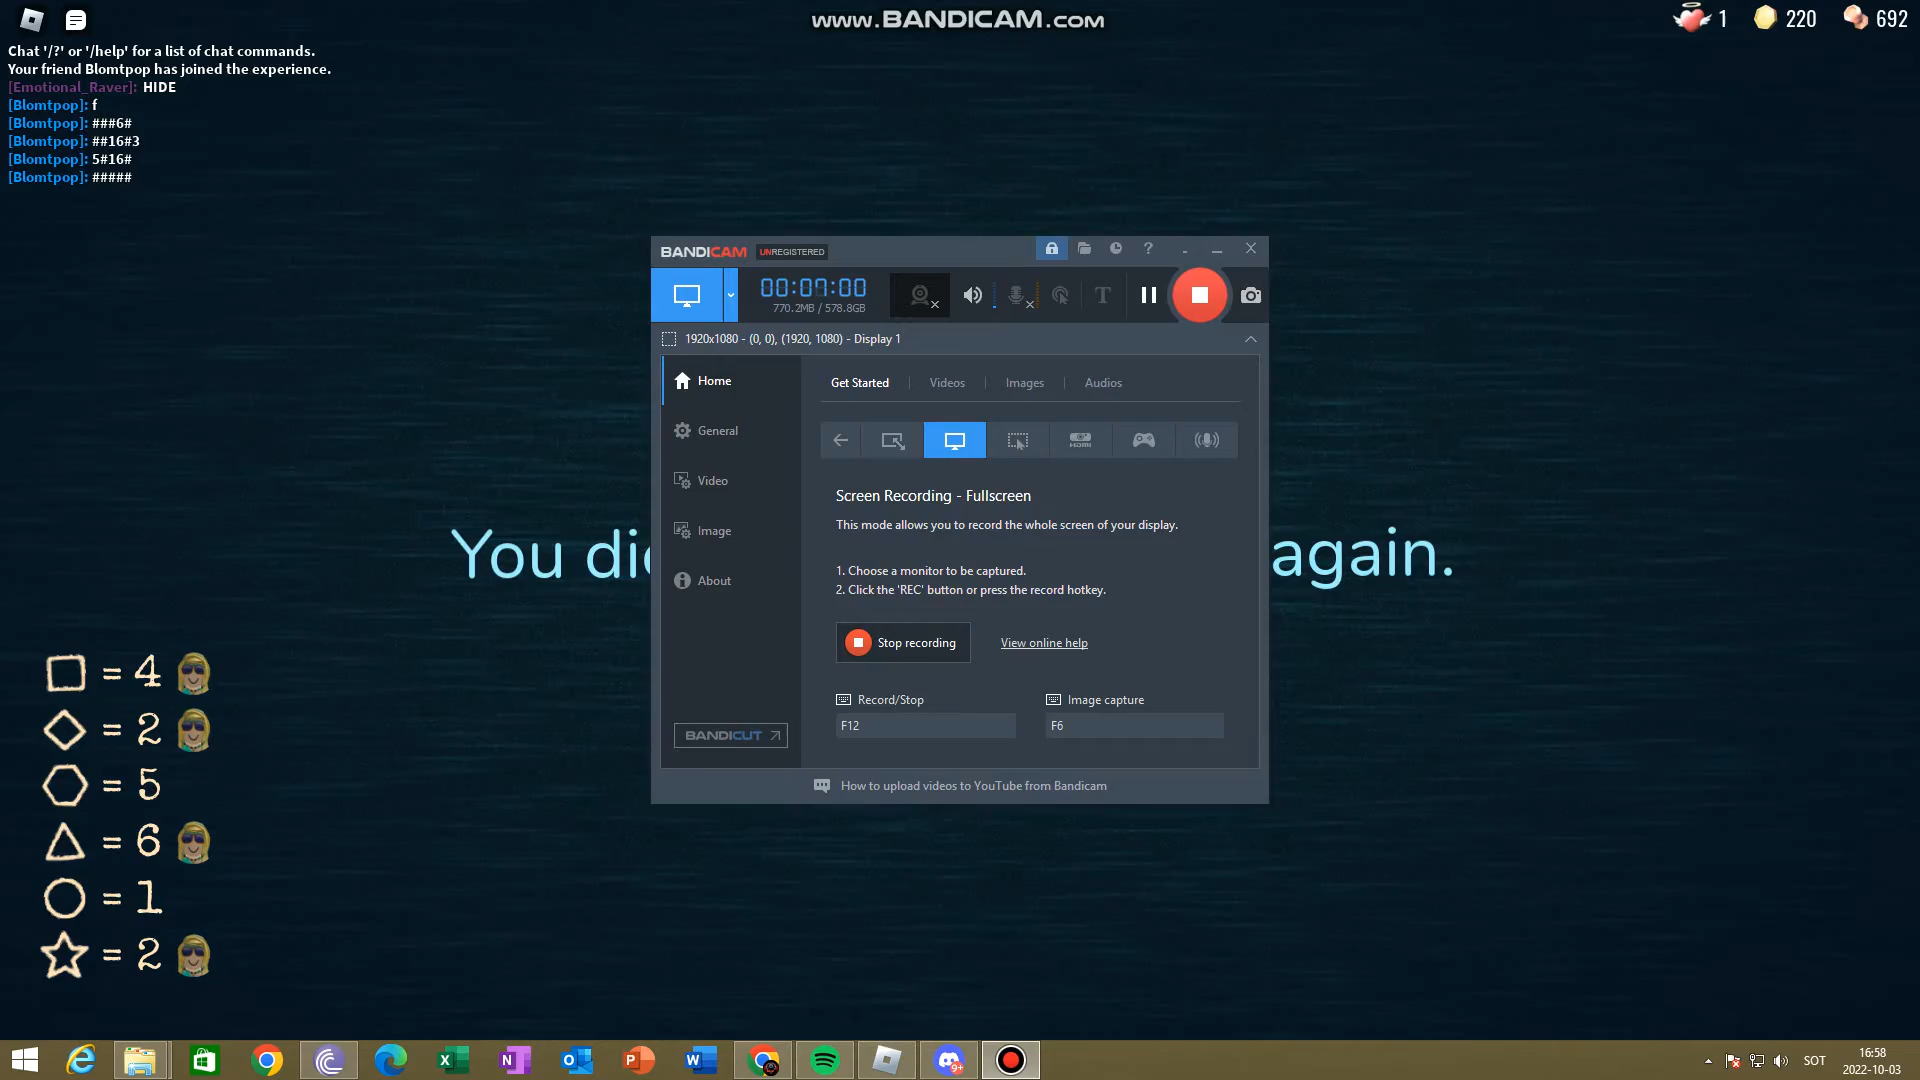 www.BANDICAM.com
1
220
692
Chat '/?' or '/help' for a list of chat commands.
Your friend Blomtpop has joined the experience.
[Emotional_Raver]: HIDE
[Blomtpop]: f
[Blomtpop]: ###6#
[Blomtpop]: ##16#3
[Blomtpop]: 5#16#
[Blomtpop]: #####
BANDICAM UNREGISTERED
?
00:07:00
770.2MB / 578.8GB
T
1920x1080 - (0, 0), (1920, 1080) - Display 1
Home
General
Video
Image
About
BANDICUT
Get Started
Videos
Images
Audios
HDMI
Screen Recording - Fullscreen
This mode allows you to record the whole screen of your display.
1. Choose a monitor to be captured.
2. Click the 'REC' button or press the record hotkey.
Stop recording
View online help
Record/Stop
Image capture
F12
F6
How to upload videos to YouTube from Bandicam
You again.
= 4
= 2
= 5
= 6
= 1
= 2
9+
SOT
16:58
2022-10-03